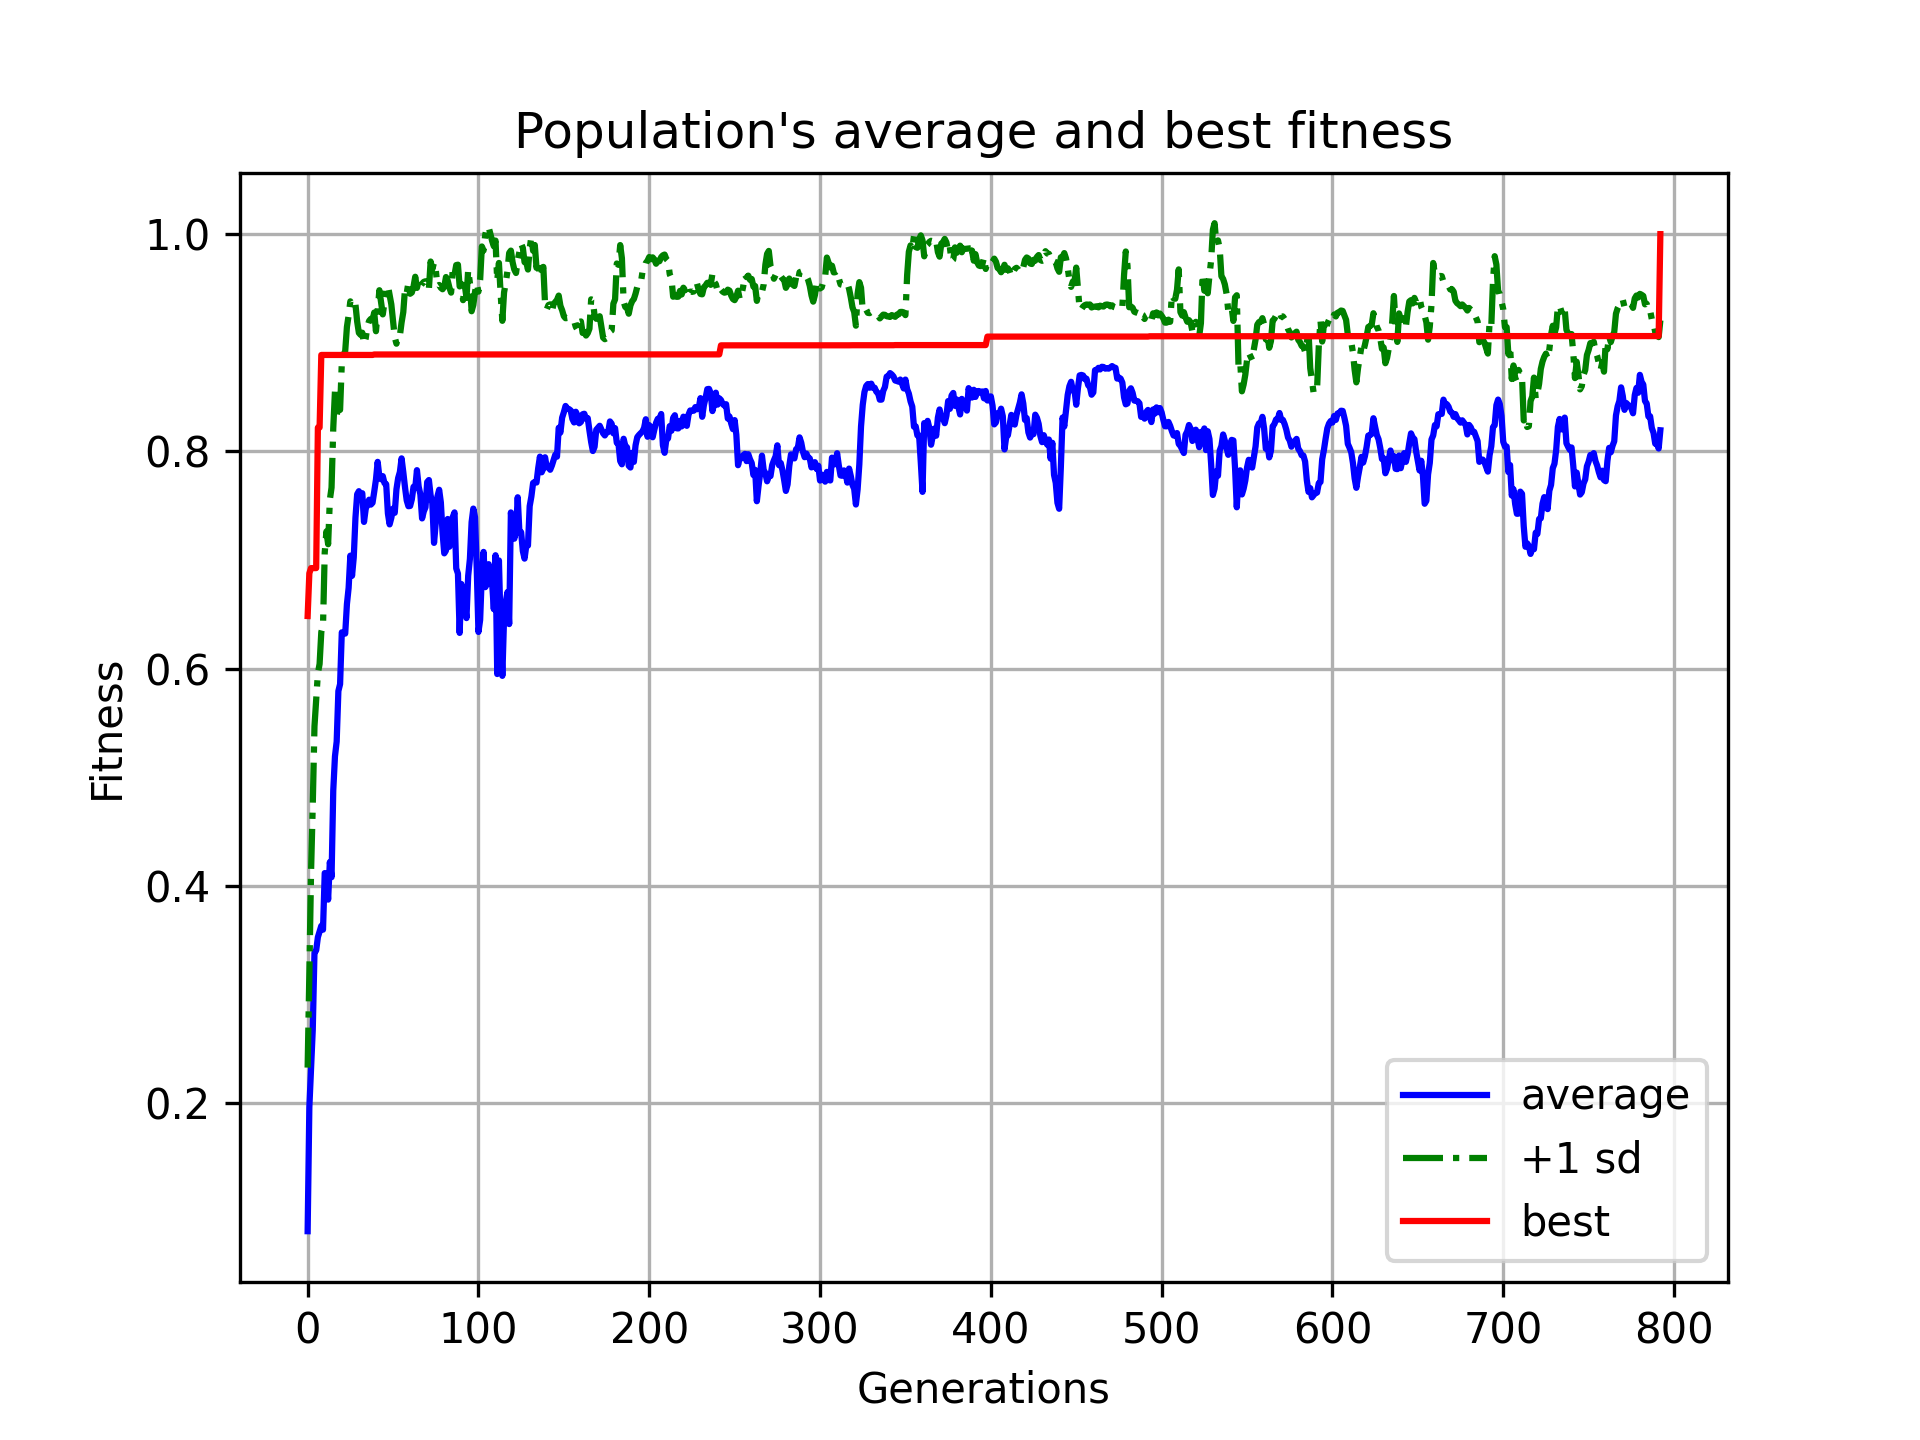 Population's average and best fitness
1.0
0.8
0.6
0.4
0.2
Fitness
0 100 200 300 400 500 600 700 800
Generations
average
+1 sd
best